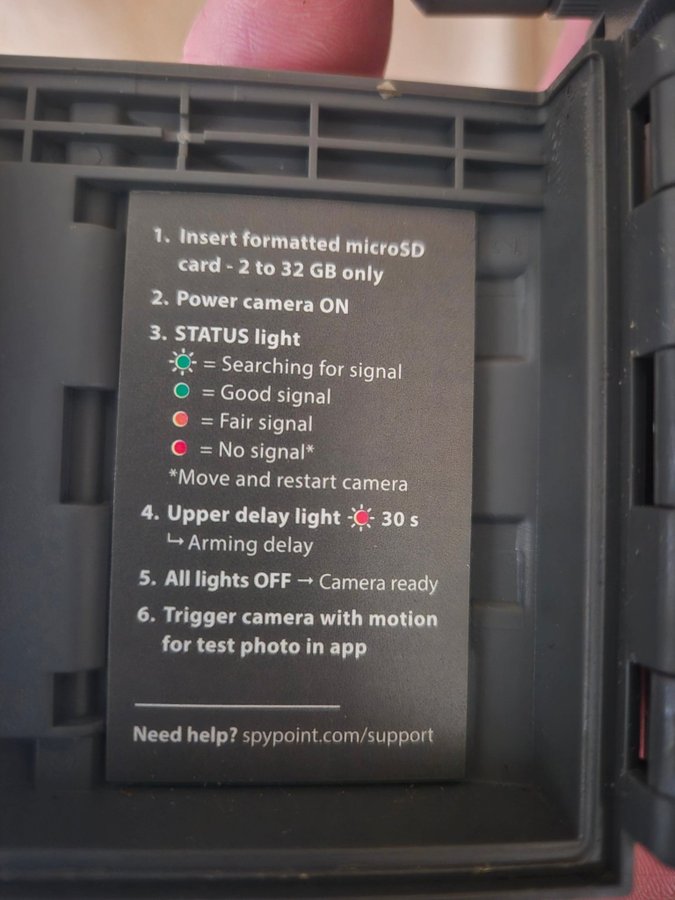 1. Insert formatted microSD
card - 2 to 32 GB only
2. Power camera ON
3. STATUS light
= Searching for signal
= Good signal
= Fair signal
= No signal*
*Move and restart camera
4. Upper delay light 30 s
↳ Arming delay
5. All lights OFF → Camera ready
6. Trigger camera with motion
for test photo in app
Need help? spypoint.com/support